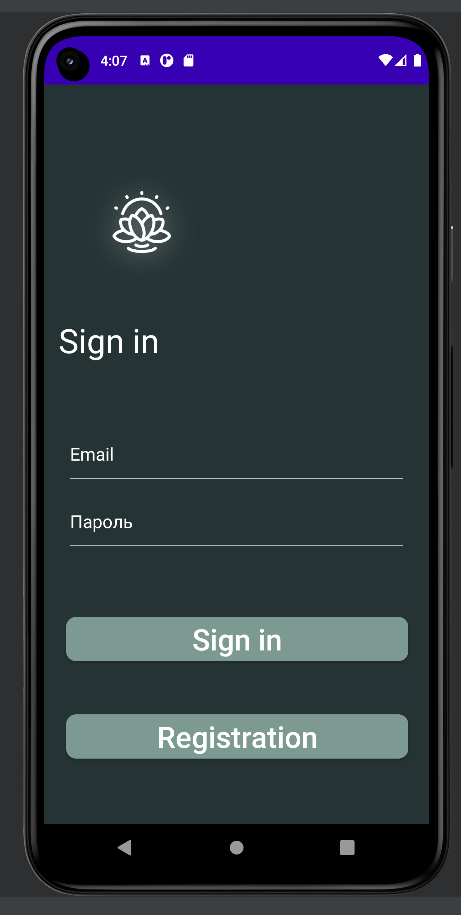 4:07
Sign in
Email
Пароль
Sign in
Registration